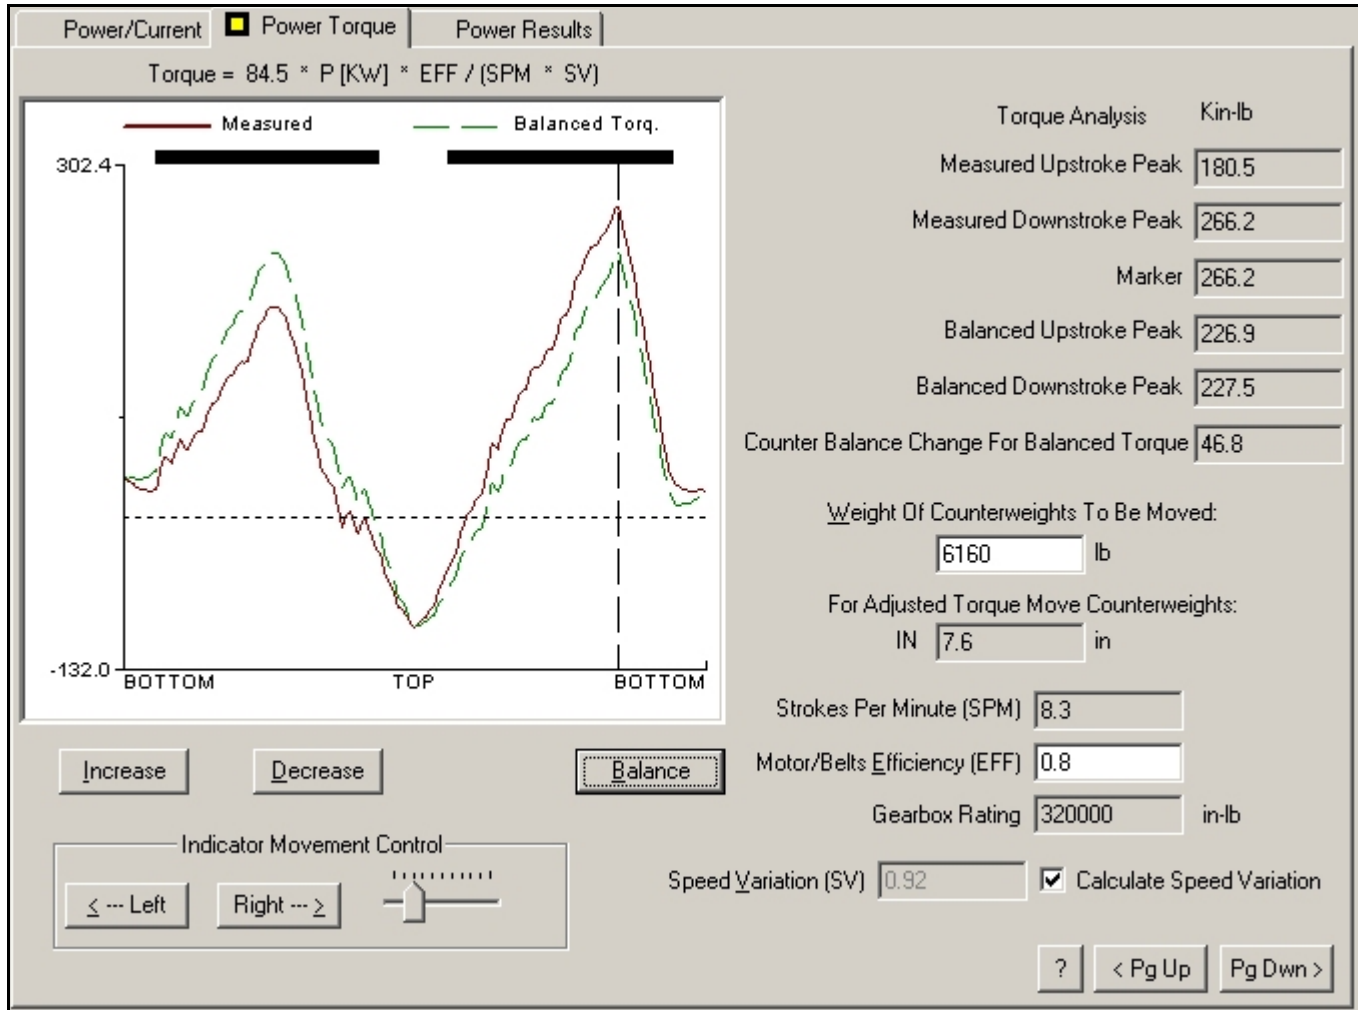 Power/Current
Power Torque
Power Results
Torque = 84.5 * P [KW] * EFF / (SPM * SV)
Measured
Balanced Torq.
302.4
-132.0
BOTTOM
TOP
BOTTOM
Torque Analysis Kin-lb
Measured Upstroke Peak 180.5
Measured Downstroke Peak 266.2
Marker 266.2
Balanced Upstroke Peak 226.9
Balanced Downstroke Peak 227.5
Counter Balance Change For Balanced Torque 46.8
Weight Of Counterweights To Be Moved:
6160 lb
For Adjusted Torque Move Counterweights:
IN 7.6 in
Strokes Per Minute (SPM) 8.3
Motor/Belts Efficiency (EFF) 0.8
Gearbox Rating 320000 in-lb
Speed Variation (SV) 0.92 Calculate Speed Variation
Increase
Decrease
Balance
Indicator Movement Control
< --- Left
Right --- >
?
< Pg Up
Pg Dwn >